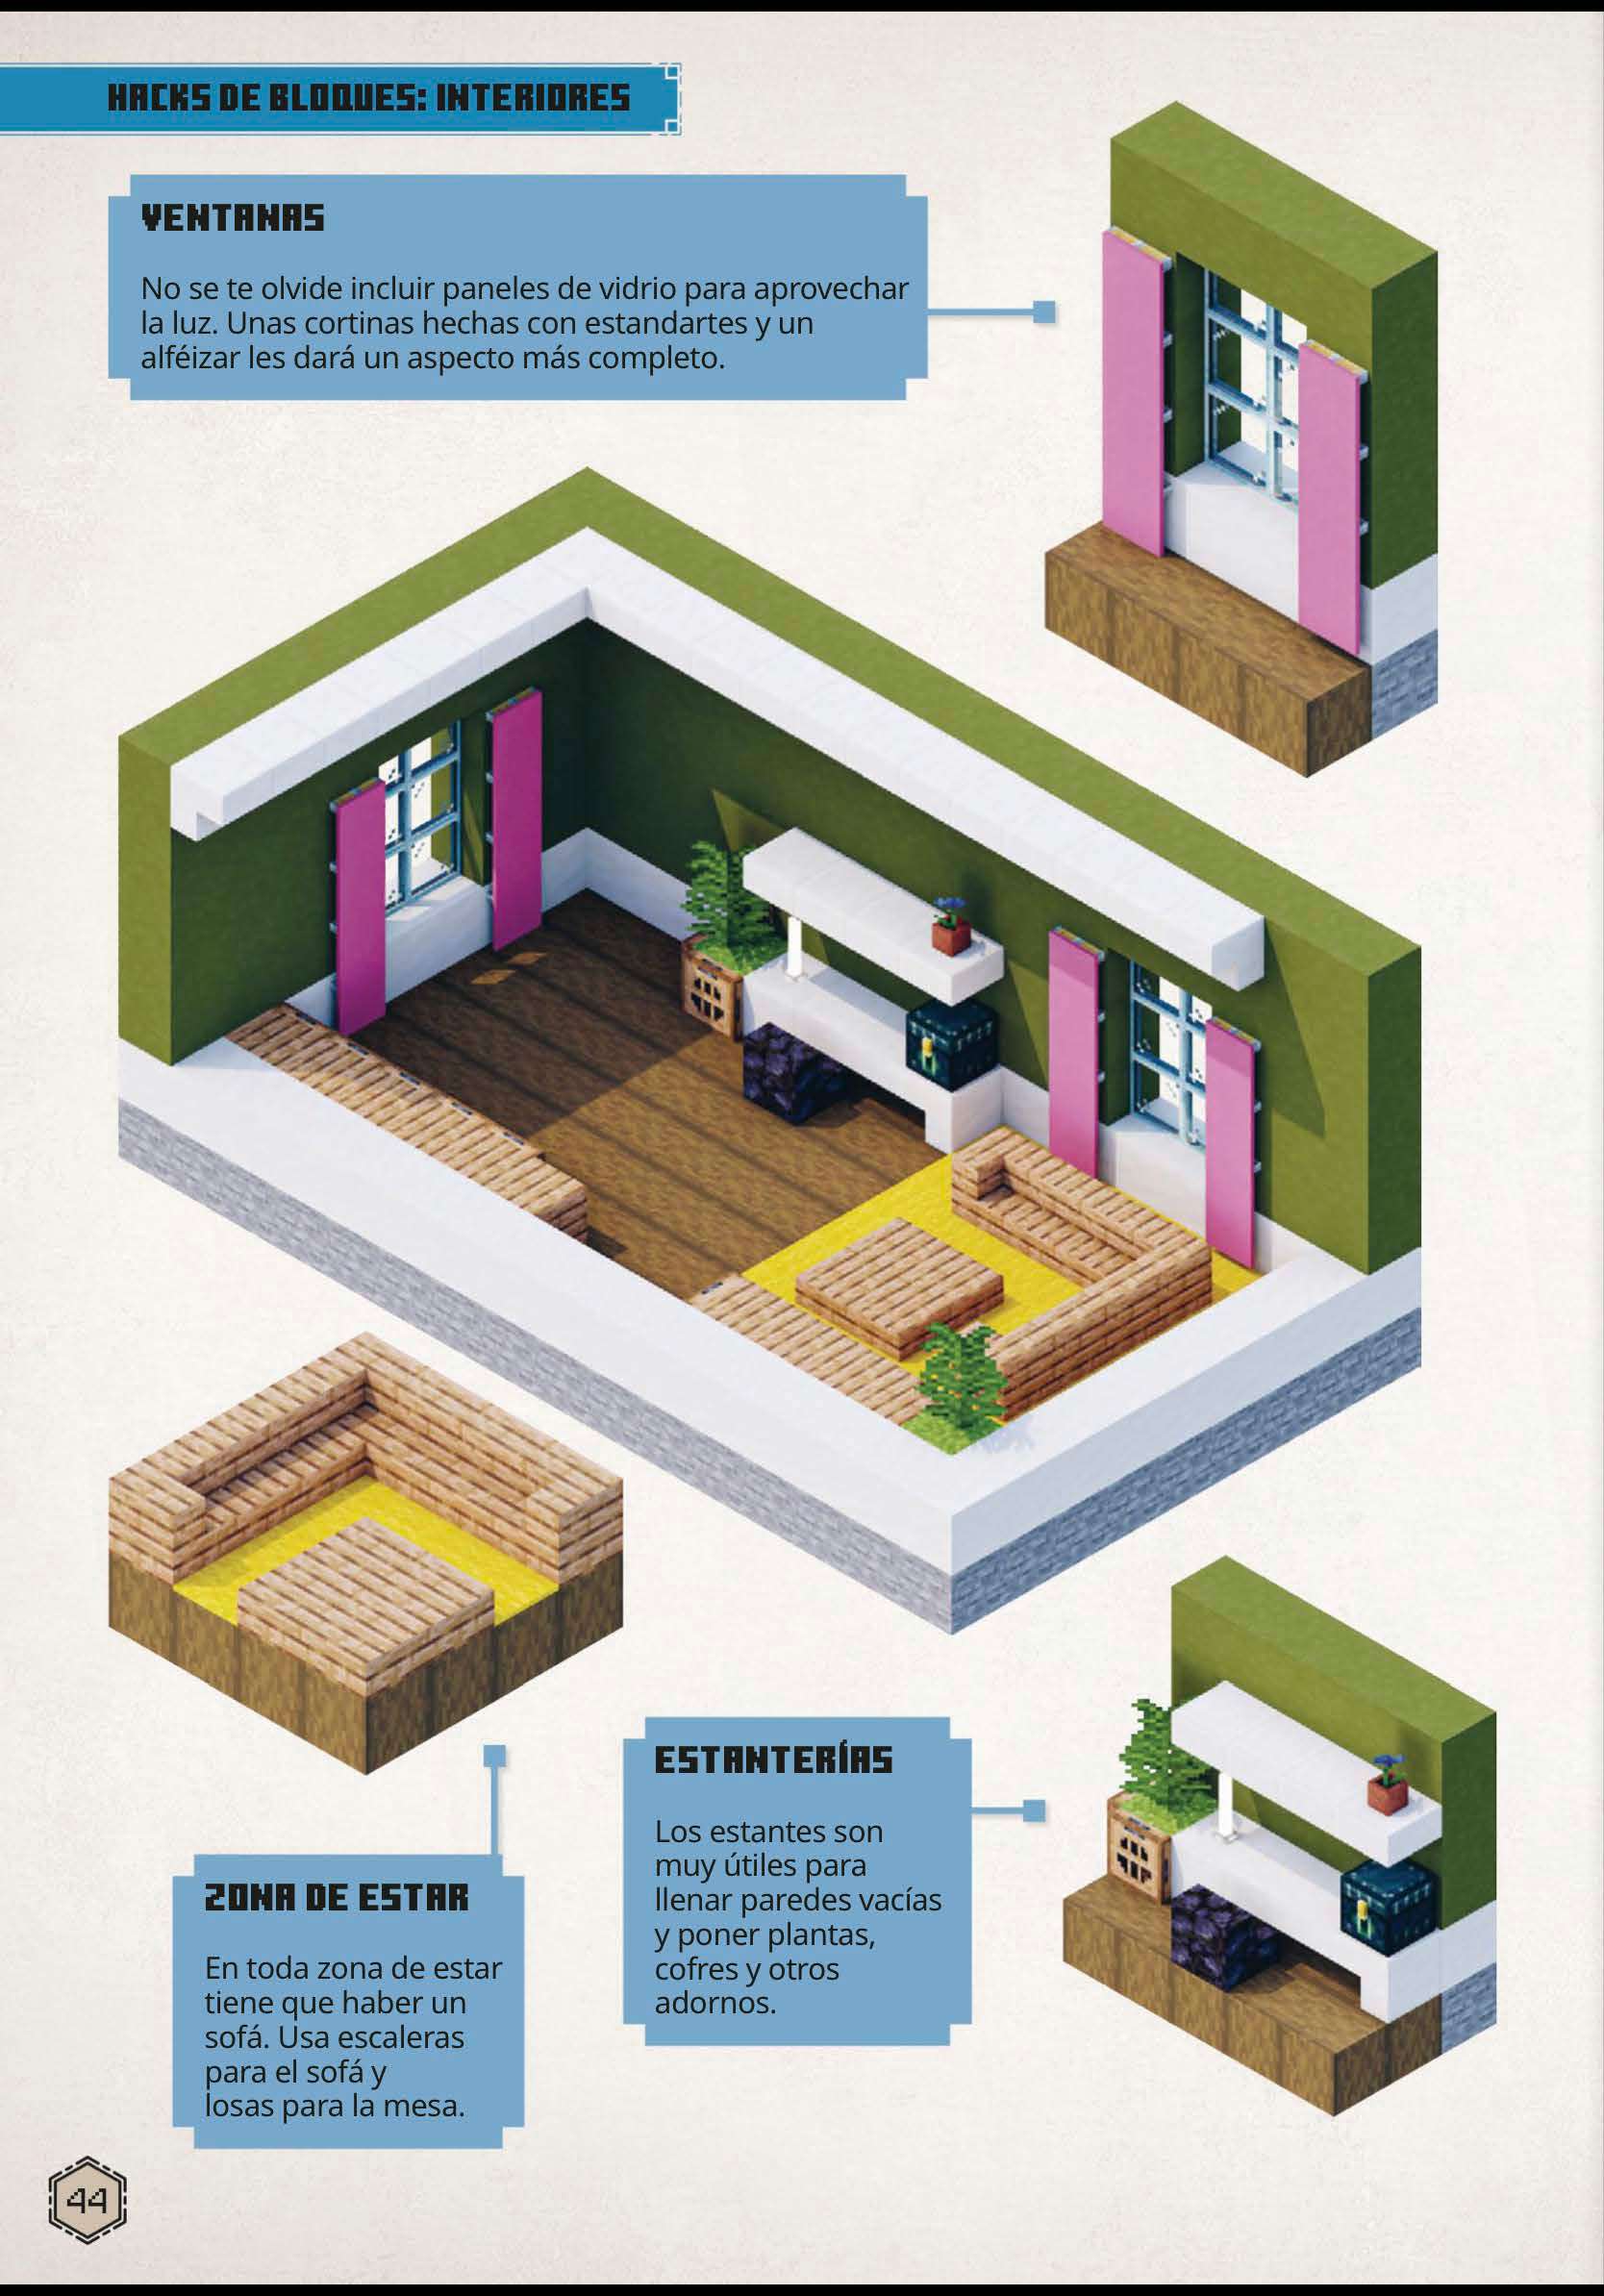 HACKS DE BLOQUES: INTERIORES
VENTANAS
No se te olvide incluir paneles de vidrio para aprovechar
la luz. Unas cortinas hechas con estandartes y un
alféizar les dará un aspecto más completo.
ZONA DE ESTAR
En toda zona de estar
tiene que haber un
sofá. Usa escaleras
para el sofá y
losas para la mesa.
ESTANTERÍAS
Los estantes son
muy útiles para
llenar paredes vacías
y poner plantas,
cofres y otros
adornos.
44